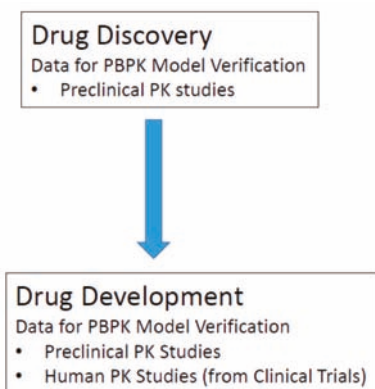 Drug Discovery
Data for PBPK Model Verification
• Preclinical PK studies
Drug Development
Data for PBPK Model Verification
• Preclinical PK Studies
• Human PK Studies (from Clinical Trials)